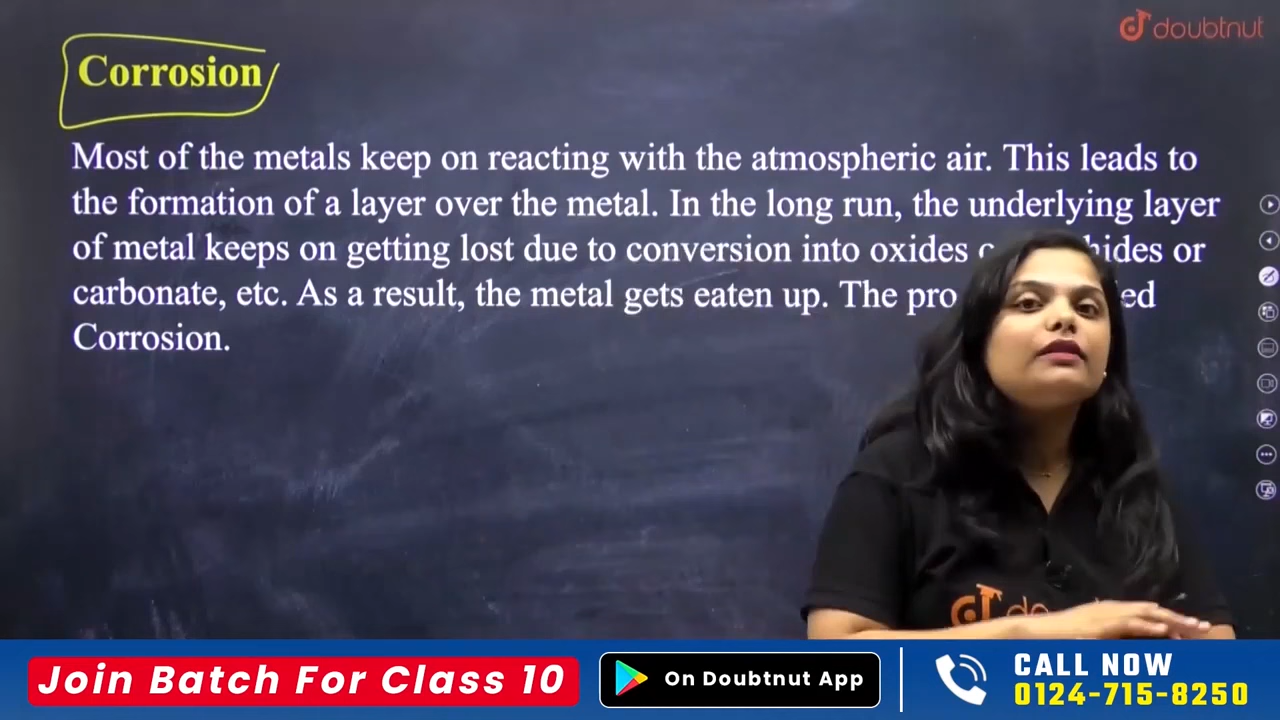 doubtnut
Corrosion
Most of the metals keep on reacting with the atmospheric air. This leads to
the formation of a layer over the metal. In the long run, the underlying layer
of metal keeps on getting lost due to conversion into oxides or
carbonate, etc. As a result, the metal gets eaten up. The
Corrosion.
Join Batch For Class 10
On Doubtnut App
CALL NOW
0124-715-8250